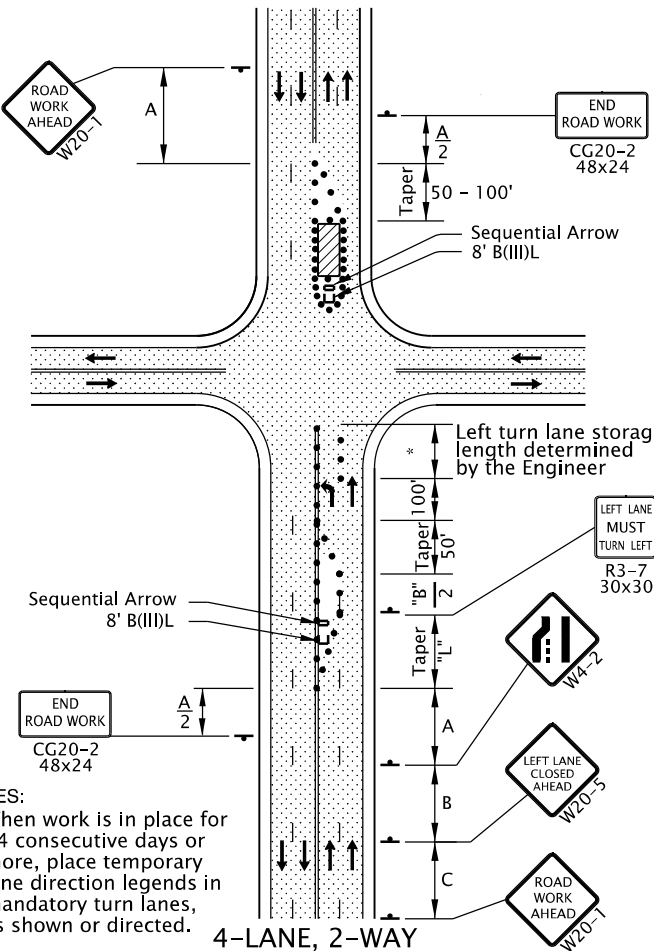 ROAD
WORK
AHEAD
W20-1
A
END
ROAD WORK
CG20-2
48x24
A
2
Taper
50 - 100'
Sequential Arrow
8' B(III)L
*
Left turn lane storag
length determined
by the Engineer
100'
Taper
50'
LEFT LANE
MUST
TURN LEFT
R3-7
30x30
"B"
2
Sequential Arrow
8' B(III)L
Taper
"L"
W4-2
END
ROAD WORK
CG20-2
48x24
A
2
A
LEFT LANE
CLOSED
AHEAD
W20-5
B
ES:
hen work is in place for
4 consecutive days or
ore, place temporary
ne direction legends in
andatory turn lanes,
s shown or directed.
C
ROAD
WORK
AHEAD
W20-1
4-LANE, 2-WAY